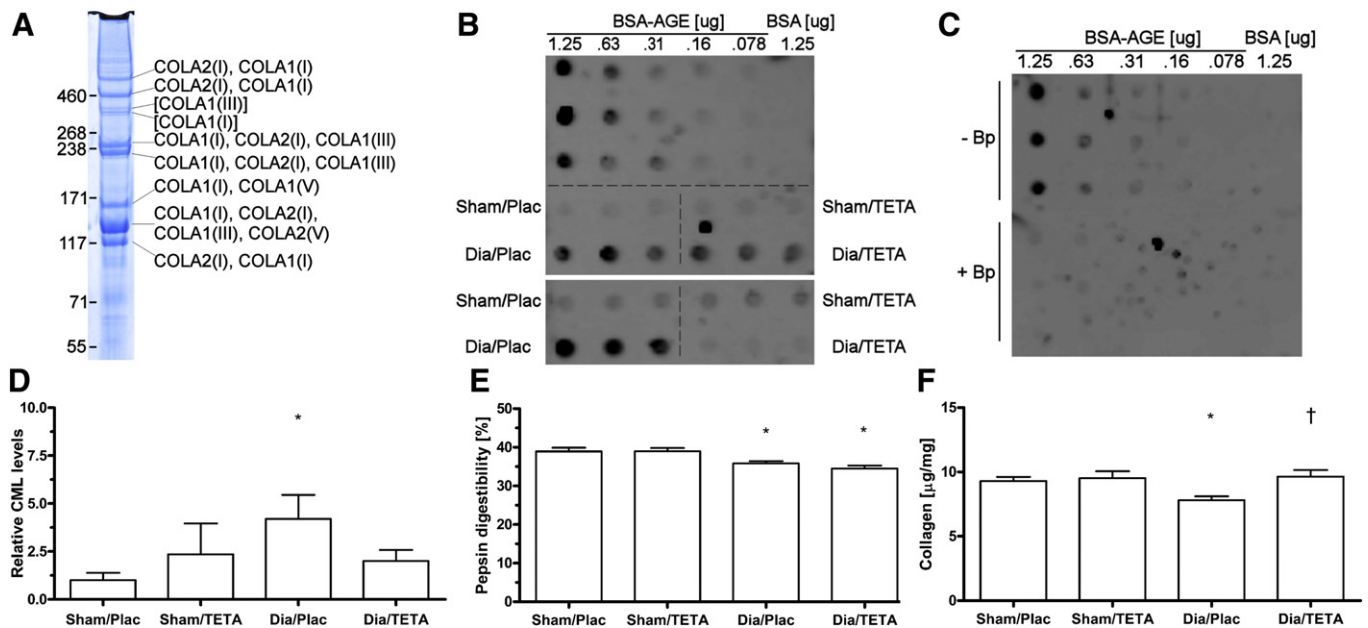 A
460
268
238
171
117
71
55
COLA2(I), COLA1(I)
COLA2(I), COLA1(I)
[COLA1(III)]
[COLA1(I)]
COLA1(I), COLA2(I), COLA1(III)
COLA1(I), COLA2(I), COLA1(III)
COLA1(I), COLA1(V)
COLA1(I), COLA2(I),
COLA1(III), COLA2(V)
COLA2(I), COLA1(I)
B
BSA-AGE [ug] BSA [ug]
1.25 .63 .31 .16 .078 1.25
Sham/Plac Sham/TETA
Dia/Plac Dia/TETA
Sham/Plac Sham/TETA
Dia/Plac Dia/TETA
C
BSA-AGE [ug] BSA [ug]
1.25 .63 .31 .16 .078 1.25
- Bp
+ Bp
D
Relative CML levels
10.0
7.5
5.0
2.5
0.0
*
Sham/Plac Sham/TETA Dia/Plac Dia/TETA
E
Pepsin digestibility [%]
50
40
30
20
10
0
* *
Sham/Plac Sham/TETA Dia/Plac Dia/TETA
F
Collagen [µg/mg]
15
10
5
0
* †
Sham/Plac Sham/TETA Dia/Plac Dia/TETA